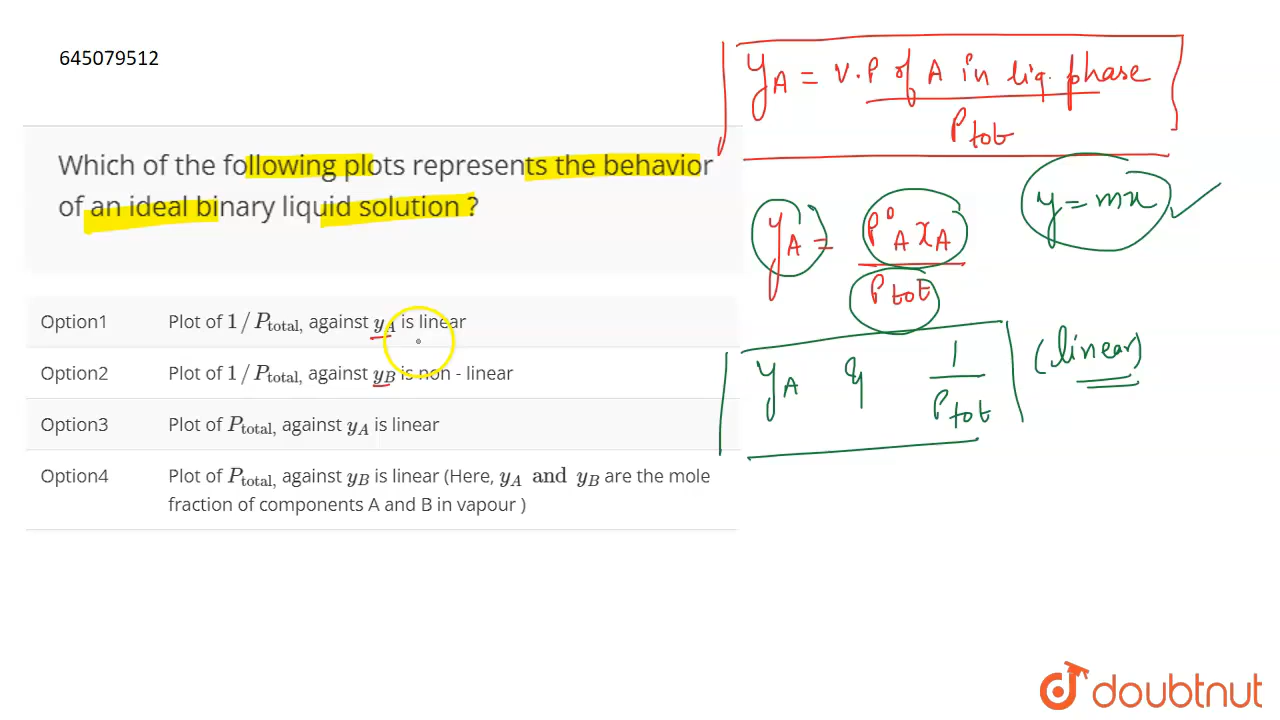 645079512
Which of the following plots represents the behavior
of an ideal binary liquid solution ?
Option1 Plot of 1/P_total, against y_A is linear
Option2 Plot of 1/P_total, against y_B is non - linear
Option3 Plot of P_total, against y_A is linear
Option4 Plot of P_total, against y_B is linear (Here, y_A and y_B are the mole
fraction of components A and B in vapour )
y_A = V.P of A in liq. phase
P_tot
y_A = P°_A x_A
P_tot
y = mx
y_A & 1
P_tot
(linear)
doubtnut